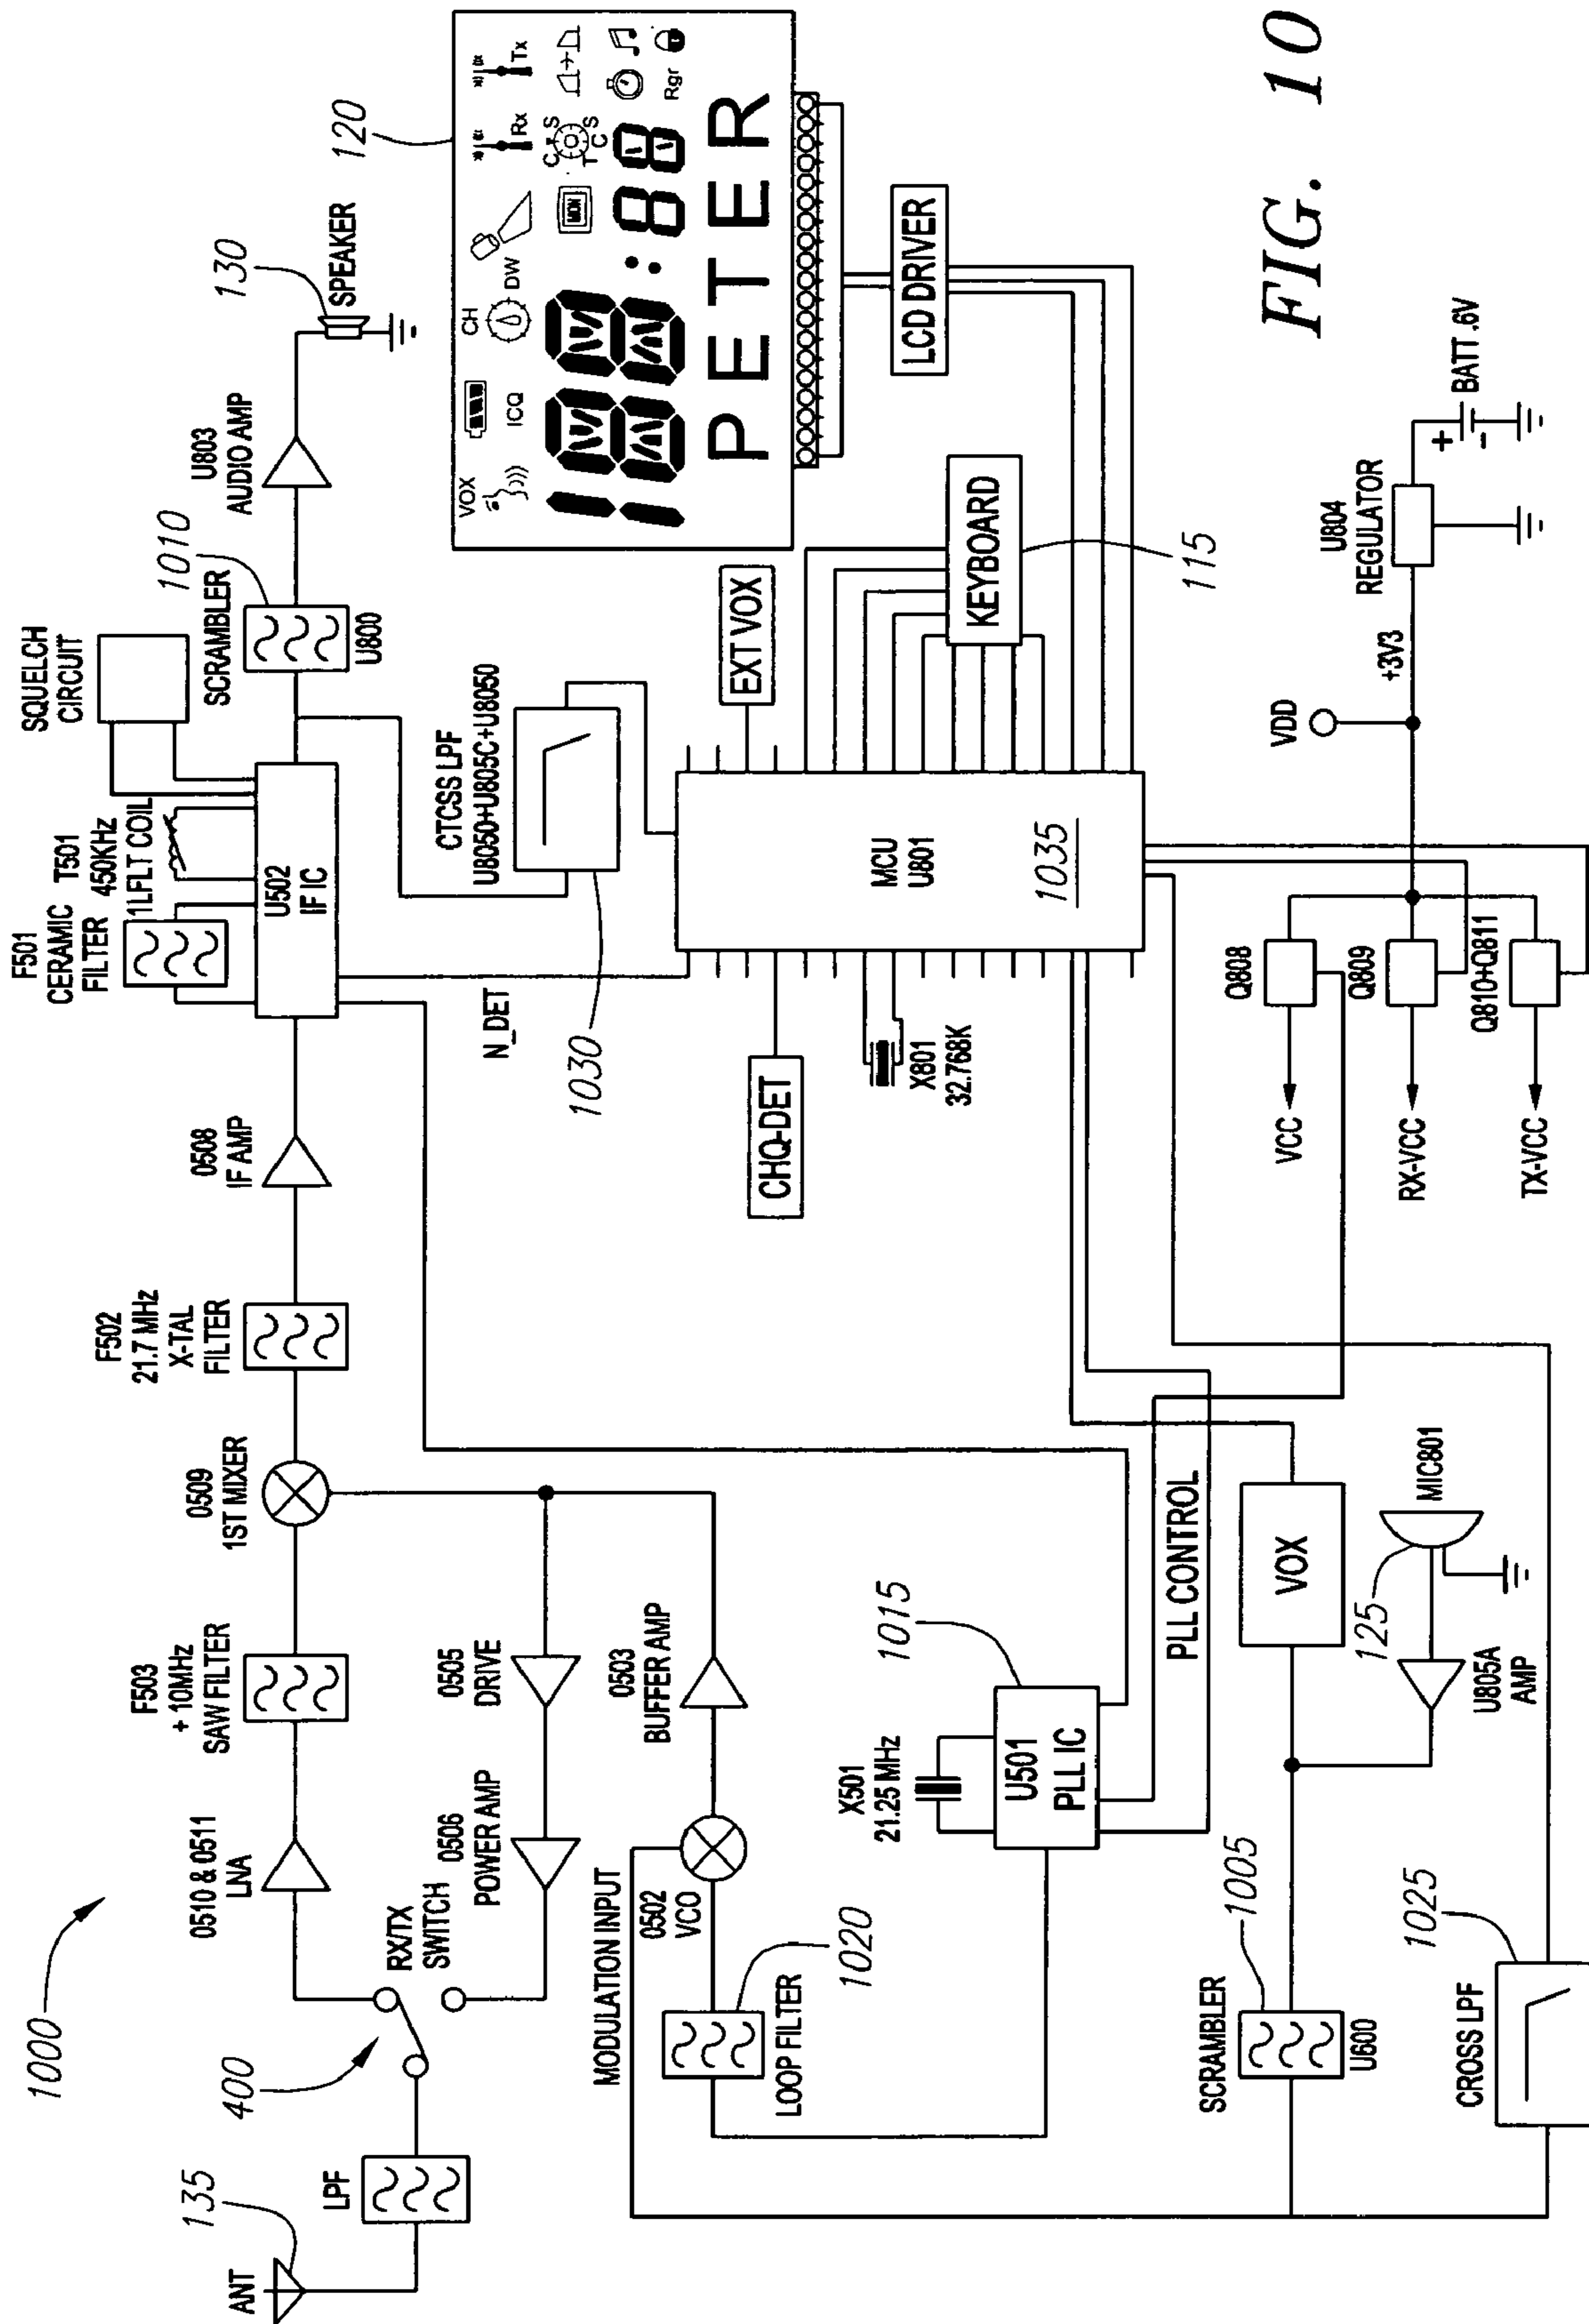 1000
135
ANT
LPF
400
RX/TX
SWITCH
0510 & 0511
LNA
F503
+ 10MHz
SAW FILTER
0509
1ST MIXER
F502
21.7 MHz
X-TAL
FILTER
0508
IF AMP
F501
CERAMIC
FILTER
T501
450KHz
1LFLT COIL
U502
IF IC
SQUELCH
CIRCUIT
SCRAMBLER
1010
U800
U803
AUDIO AMP
130
SPEAKER
0506
POWER AMP
0505
DRIVE
MODULATION INPUT
0502
VCO
0503
BUFFER AMP
LOOP FILTER
1020
X501
21.25 MHz
U501
PLL IC
1015
PLL CONTROL
N_DET
1030
CTCSS LPF
U8050+U805C+U8050
CHQ-DET
X801
32.768K
MCU
U801
1035
EXT VOX
KEYBOARD
115
LCD DRIVER
120
VOX
ICQ
CH
DW
MON
Rx
Tx
C T C S S
Rgr
18 8 : 8 8
PETER
SCRAMBLER
1005
U600
VOX
125
MIC801
U805A
AMP
CROSS LPF
1025
VCC
Q808
RX-VCC
Q809
TX-VCC
Q810+Q811
VDD
+3V3
U804
REGULATOR
+
-
BATT .6V
FIG. 10